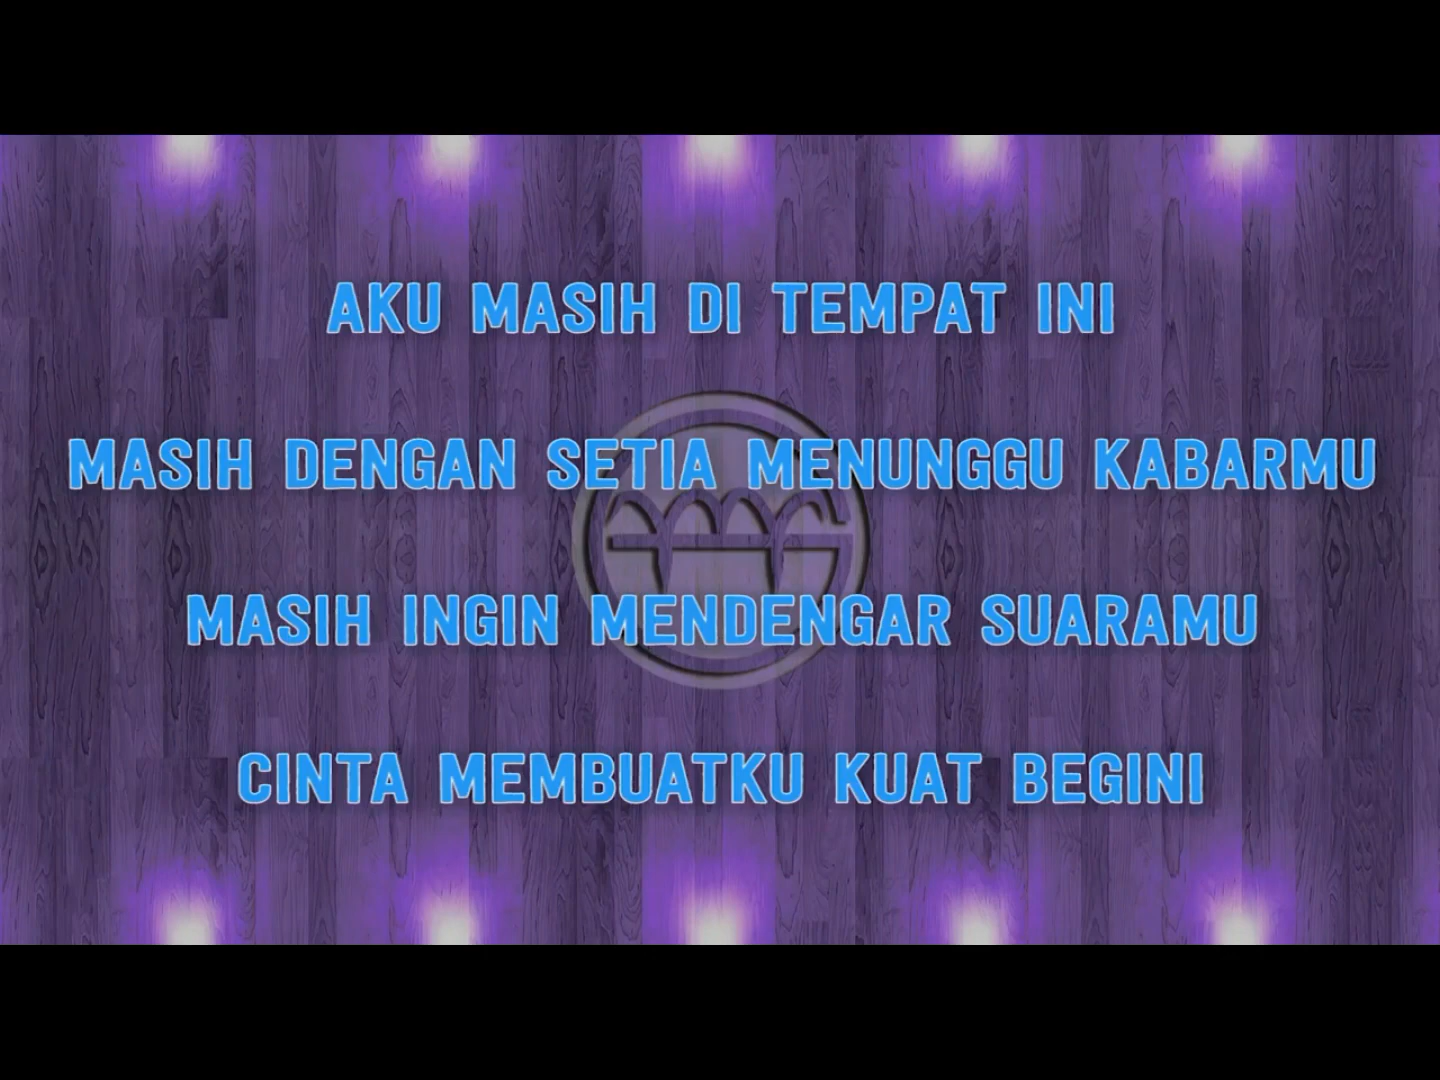 AKU MASIH DI TEMPAT INI
MASIH DENGAN SETIA MENUNGGU KABARMU
MASIH INGIN MENDENGAR SUARAMU
CINTA MEMBUATKU KUAT BEGINI